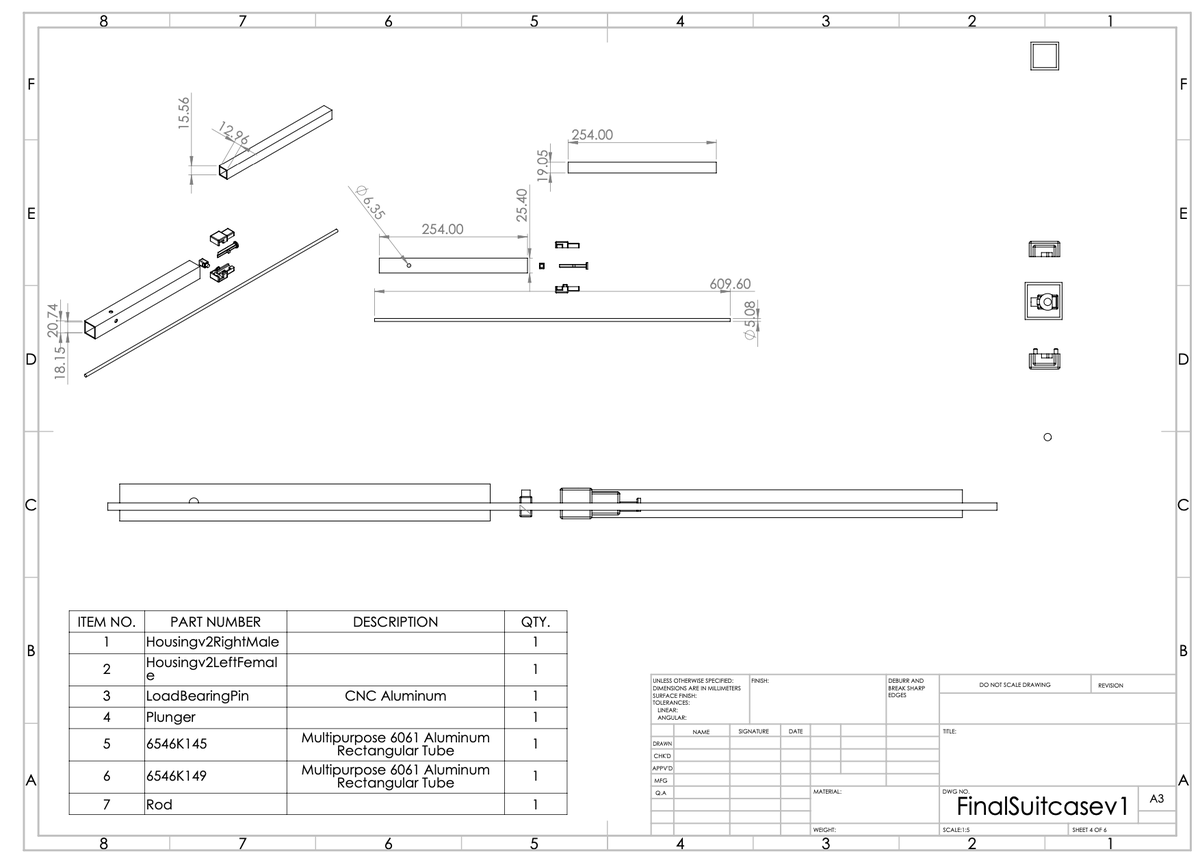 8 7 6 5 4 3 2 1
F F
15.56
12.96
254.00
19.05
E E
Ø6.35
25.40
254.00
609.60
Ø5.08
20.74
18.15
D D
C C
ITEM NO. PART NUMBER DESCRIPTION QTY.
1 Housingv2RightMale 1
2 Housingv2LeftFemal
e 1
3 LoadBearingPin CNC Aluminum 1
4 Plunger 1
5 6546K145 Multipurpose 6061 Aluminum
Rectangular Tube 1
6 6546K149 Multipurpose 6061 Aluminum
Rectangular Tube 1
7 Rod 1
B B
A A
UNLESS OTHERWISE SPECIFIED:
DIMENSIONS ARE IN MILLIMETERS
SURFACE FINISH:
TOLERANCES:
LINEAR:
ANGULAR:
FINISH:
DEBURR AND
BREAK SHARP
EDGES
DO NOT SCALE DRAWING
REVISION
NAME SIGNATURE DATE
DRAWN
CHK'D
APPV'D
MFG
Q.A
TITLE:
MATERIAL:
DWG NO.
FinalSuitcasev1
A3
WEIGHT:
SCALE:1:5
SHEET 4 OF 6
8 7 6 5 4 3 2 1